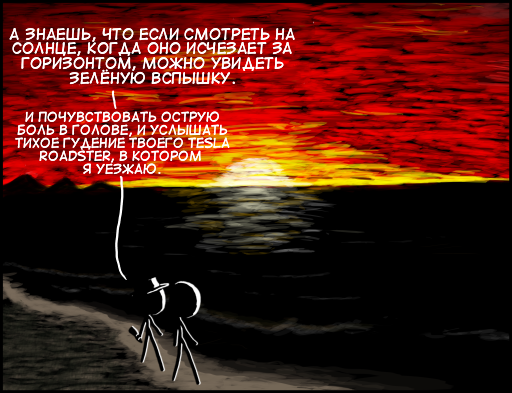 А ЗНАЕШЬ, ЧТО ЕСЛИ СМОТРЕТЬ НА
СОЛНЦЕ, КОГДА ОНО ИСЧЕЗАЕТ ЗА
ГОРИЗОНТОМ, МОЖНО УВИДЕТЬ
ЗЕЛЁНУЮ ВСПЫШКУ.
И ПОЧУВСТВОВАТЬ ОСТРУЮ
БОЛЬ В ГОЛОВЕ, И УСЛЫШАТЬ
ТИХОЕ ГУДЕНИЕ ТВОЕГО TESLA
ROADSTER, В КОТОРОМ
Я УЕЗЖАЮ.